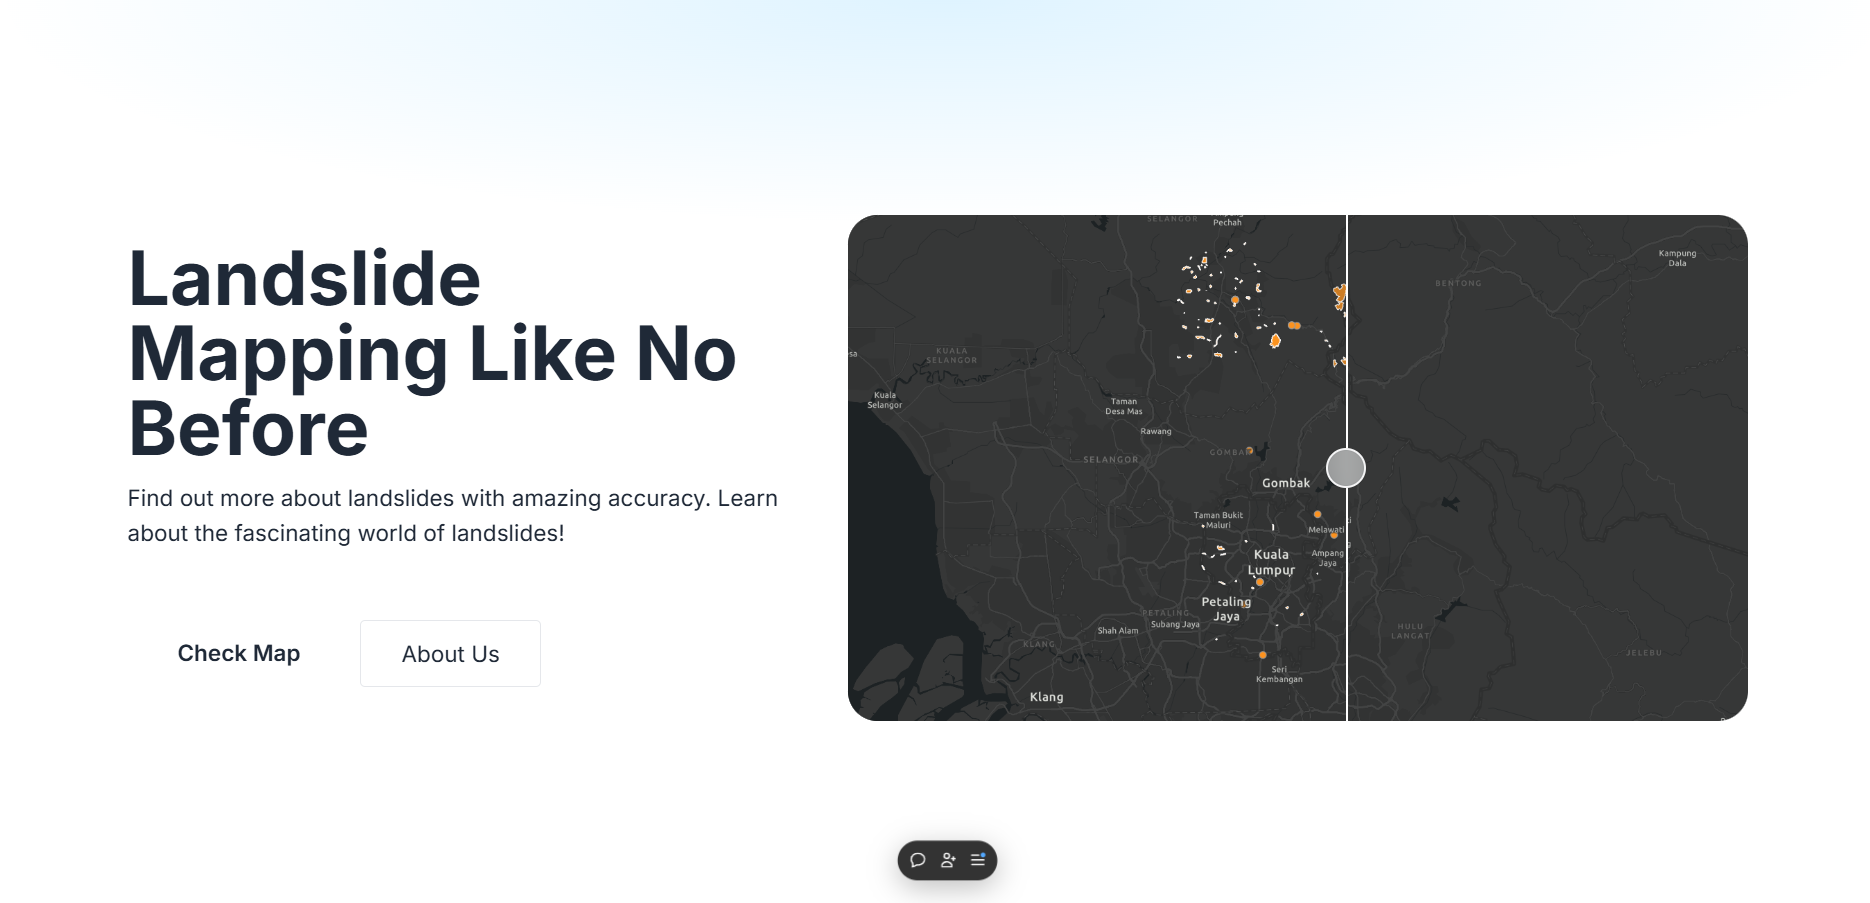 Landslide
Mapping Like No
Before
Find out more about landslides with amazing accuracy. Learn
about the fascinating world of landslides!
Check Map
About Us
SELANGOR
Pechah
Kampung
Dala
BENTONG
KUALA
SELANGOR
Kuala
Selangor
Taman
Desa Mas
Rawang
SELANGOR
Gombak
Taman Bukit
Maluri
Melawati
Kuala
Lumpur
Ampang
Jaya
Petaling
Jaya
PETALING
Subang Jaya
Shah Alam
KLANG
HULU
LANGAT
JELEBU
Seri
Kembangan
Klang